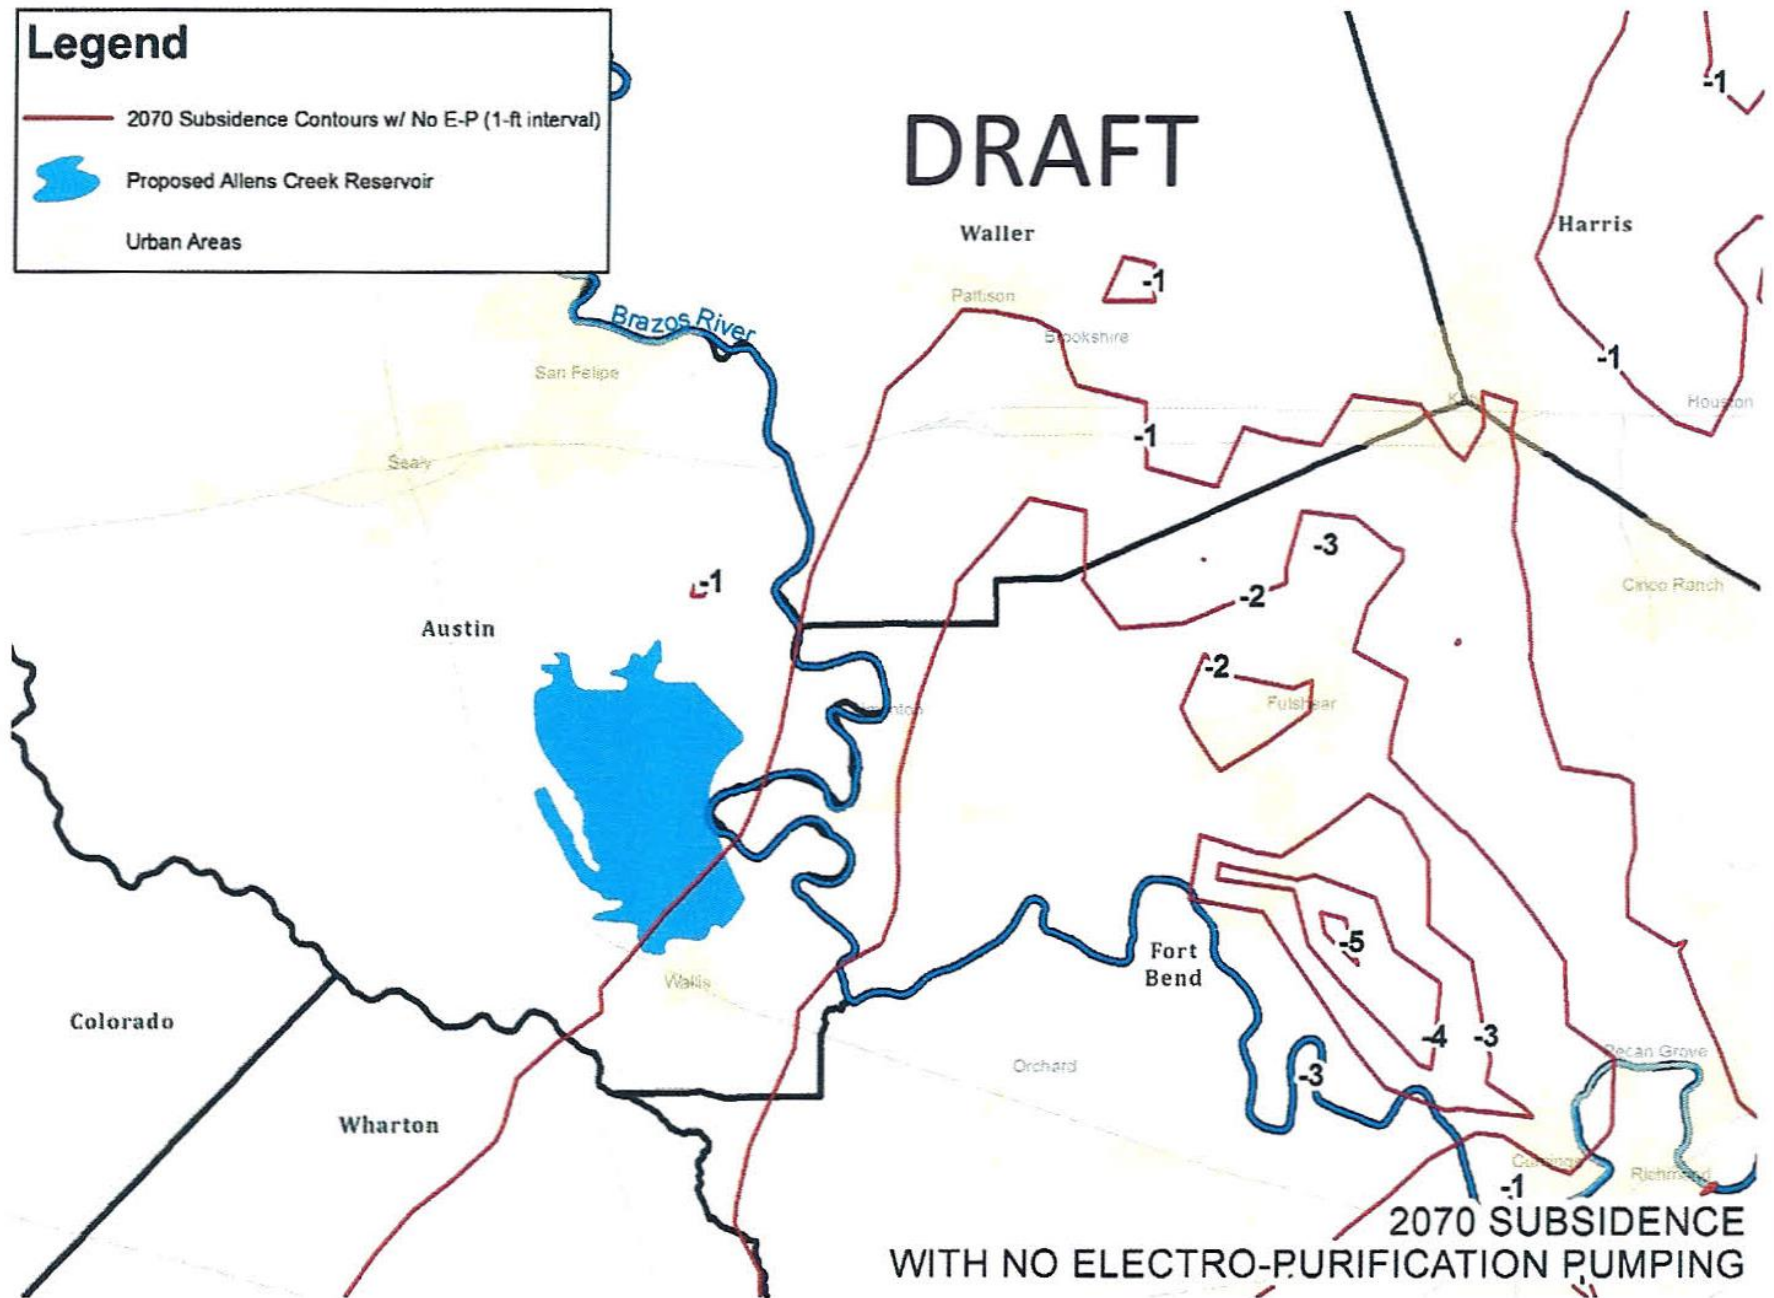 Legend
2070 Subsidence Contours w/ No E-P (1-ft interval)
Proposed Allens Creek Reservoir
Urban Areas
DRAFT
-1
Waller
Harris
-1
Pattison
Brazos River
Brookshire
San Felipe
-1
Katy
Houston
-1
Sealy
-3
-1
-2
Cinco Ranch
Austin
-2
Fulshear
-5
Fort
Bend
Wallis
Colorado
-4
-3
Orchard
-3
Pecan Grove
Wharton
Cumings
Richmond
-1
2070 SUBSIDENCE
WITH NO ELECTRO-PURIFICATION PUMPING